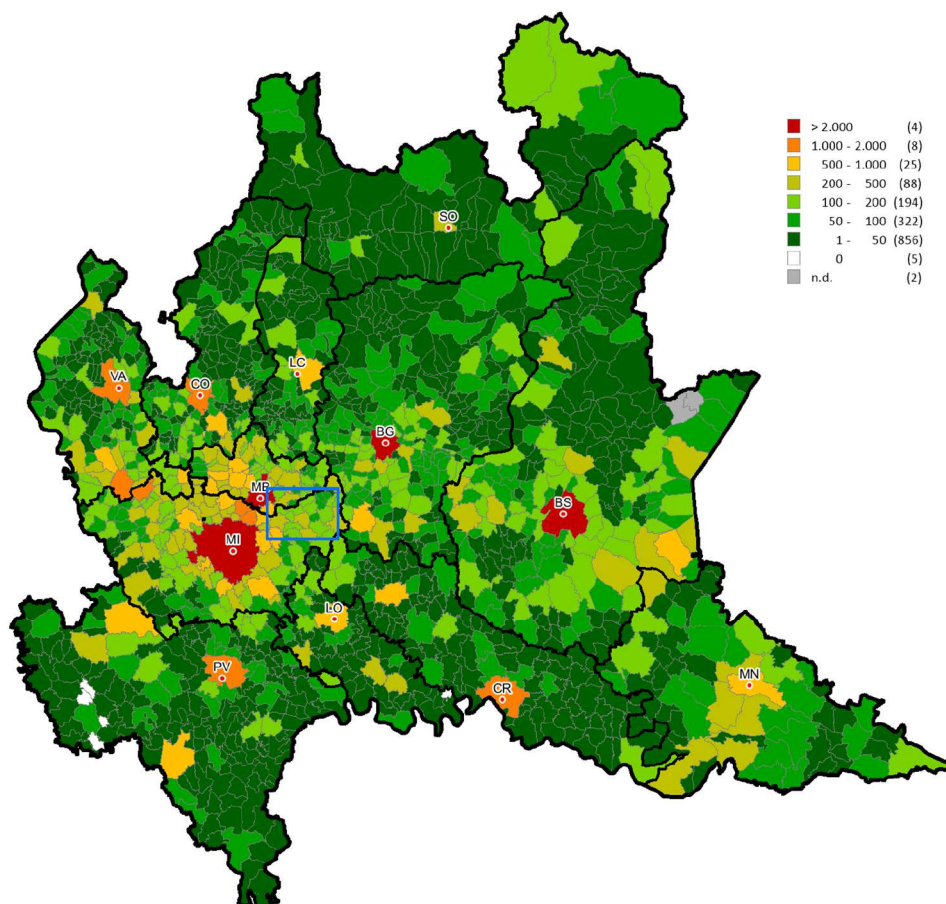 > 2.000 (4)
1.000 - 2.000 (8)
500 - 1.000 (25)
200 - 500 (88)
100 - 200 (194)
50 - 100 (322)
1 - 50 (856)
0 (5)
n.d. (2)
SO
LC
VA
CO
BG
MB
BS
MI
LO
PV
CR
MN